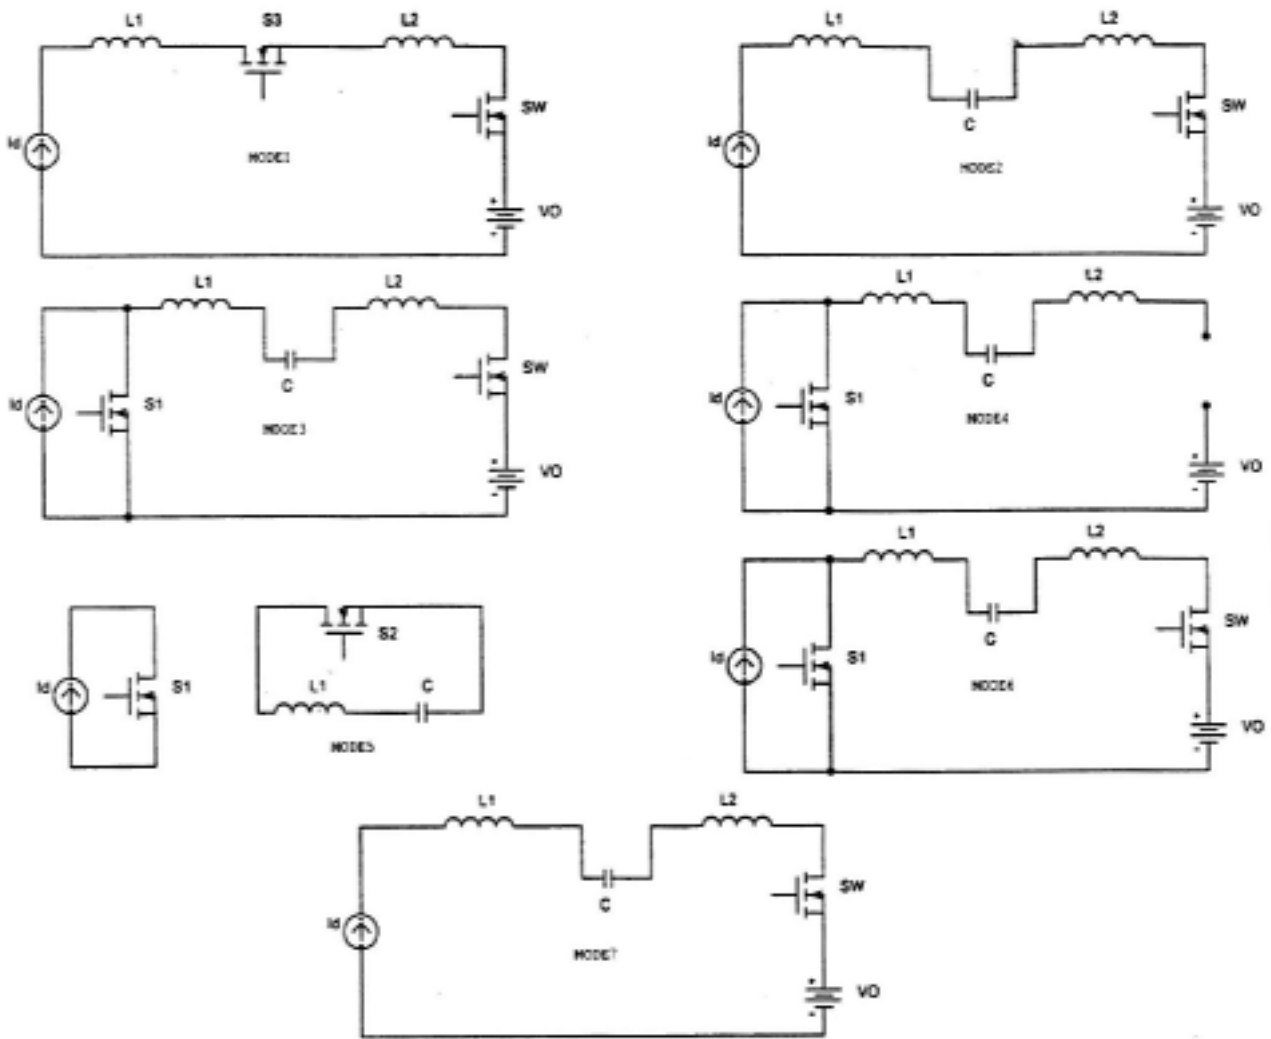 L1 S3 L2
SW
Id
MODE1
+
VO
-
L1 L2
SW
Id
C
MODE2
+
VO
-
L1 L2
SW
C
Id S1
MODE3
+
VO
-
L1 L2
C
Id S1
MODE4
+
VO
-
Id S1
S2
L1 C
MODE5
L1 L2
SW
C
Id S1
MODE6
+
VO
-
L1 L2
SW
C
Id
MODE7
+
VO
-